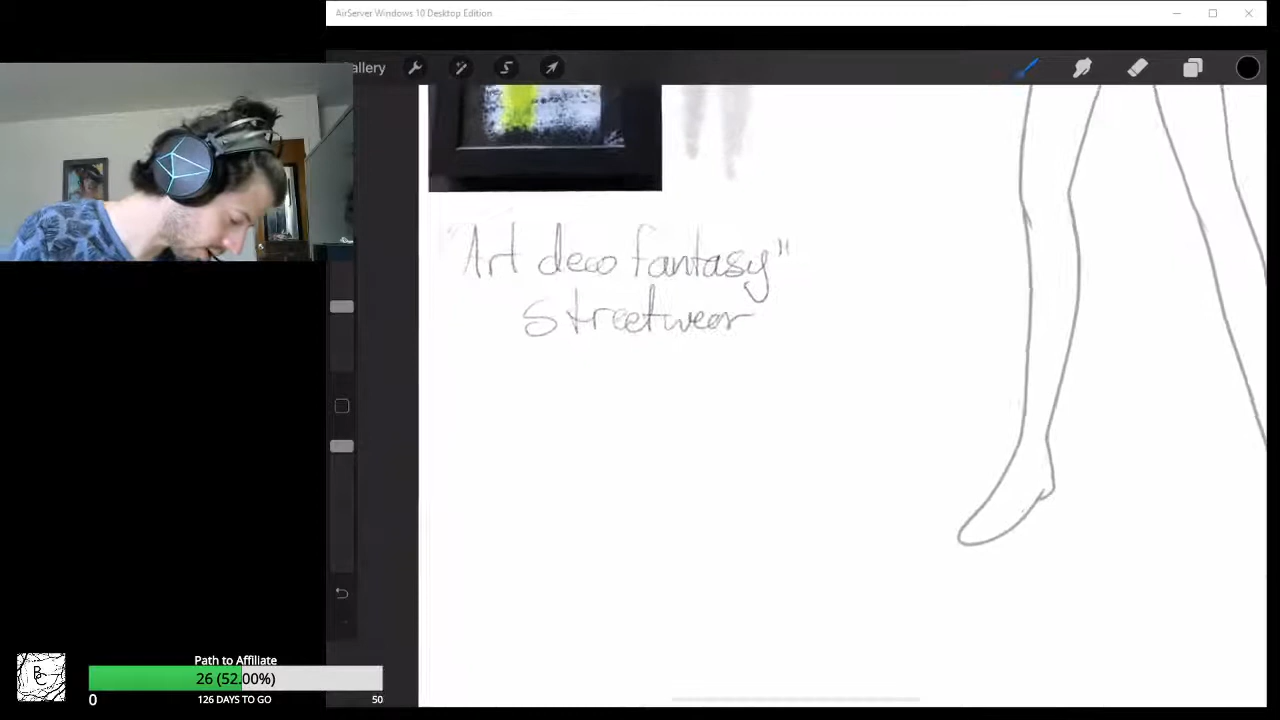 AirServer Windows 10 Desktop Edition
allery
"Art deco fantasy"
Streetwear
Path to Affiliate
26 (52.00%)
0 126 DAYS TO GO 50